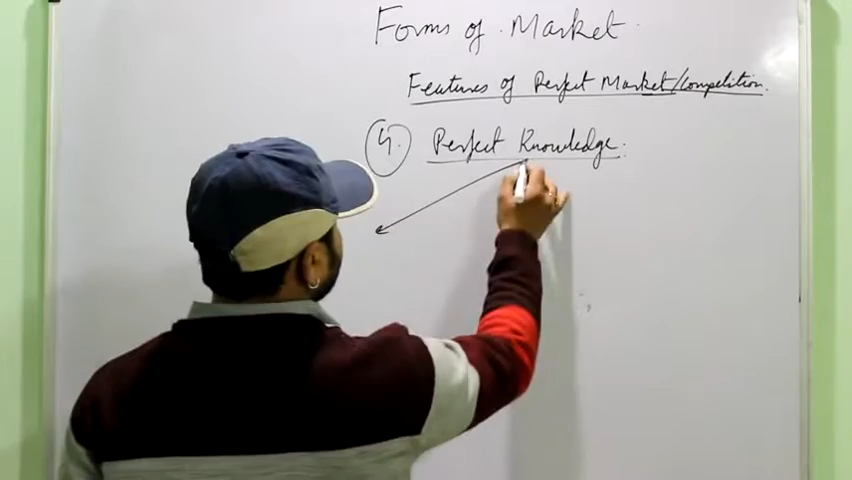 Forms of Market
Features of Perfect Market/Competition
4. Perfect Knowledge